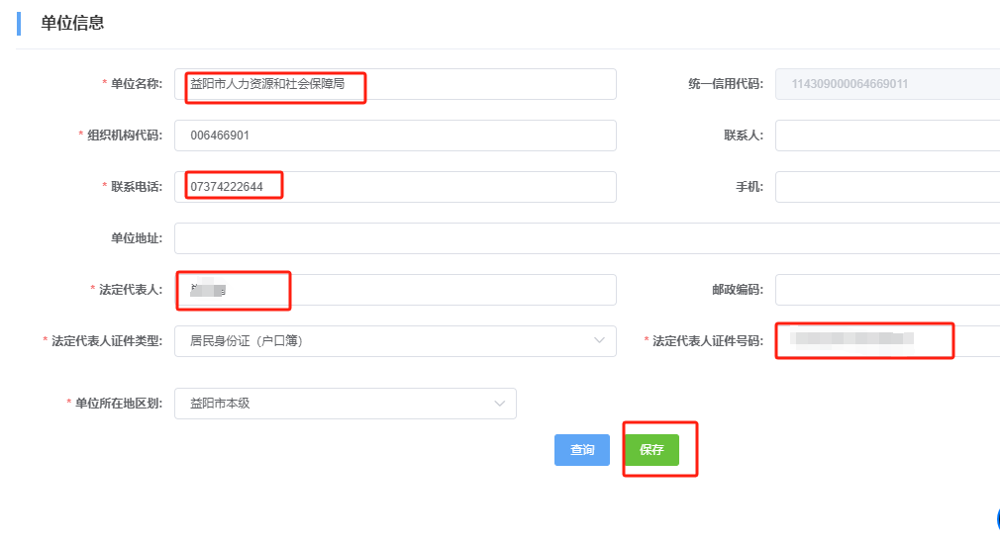 单位信息
* 单位名称: 益阳市人力资源和社会保障局 统一信用代码: 114309000064669011
* 组织机构代码: 006466901 联系人:
* 联系电话: 07374222644 手机:
单位地址:
* 法定代表人: 邮政编码:
* 法定代表人证件类型: 居民身份证（户口簿） * 法定代表人证件号码:
* 单位所在地区划: 益阳市本级
查询 保存